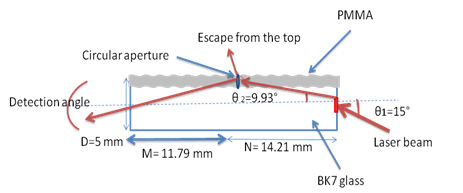 PMMA
Escape from the top
Circular aperture
Detection angle
θ2=9.93°
θ1=15°
D=5 mm
M= 11.79 mm
N= 14.21 mm
Laser beam
BK7 glass